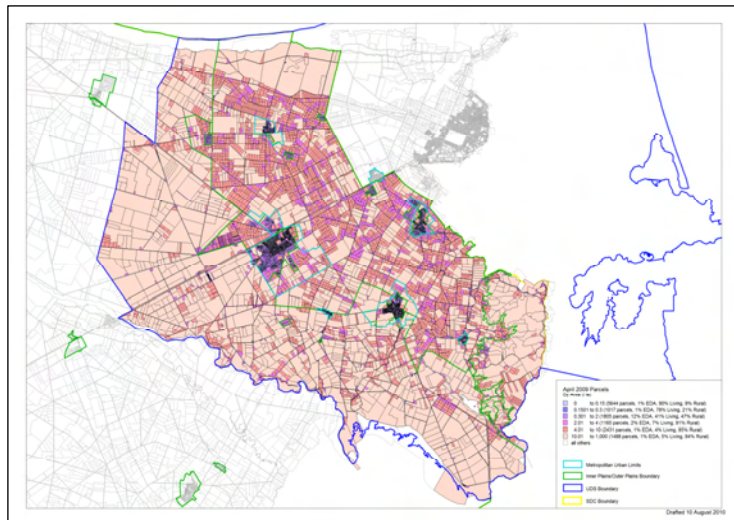 April 2009 Parcels
0 to 0.15 (5644 parcels, 1% EDA, 90% Living, 9% Rural)
0.1501 to 0.3 (1017 parcels, 1% EDA, 78% Living, 21% Rural)
0.301 to 2 (1805 parcels, 12% EDA, 41% Living, 47% Rural)
2.01 to 4 (1160 parcels, 2% EDA, 7% Living, 91% Rural)
4.01 to 10 (2431 parcels, 1% EDA, 4% Living, 95% Rural)
10.01 to 1,000 (1488 parcels, 1% EDA, 5% Living, 94% Rural)
all others
Metropolitan Urban Limits
Inner Plains/Outer Plains Boundary
UDS Boundary
SDC Boundary
Drafted 10 August 2010